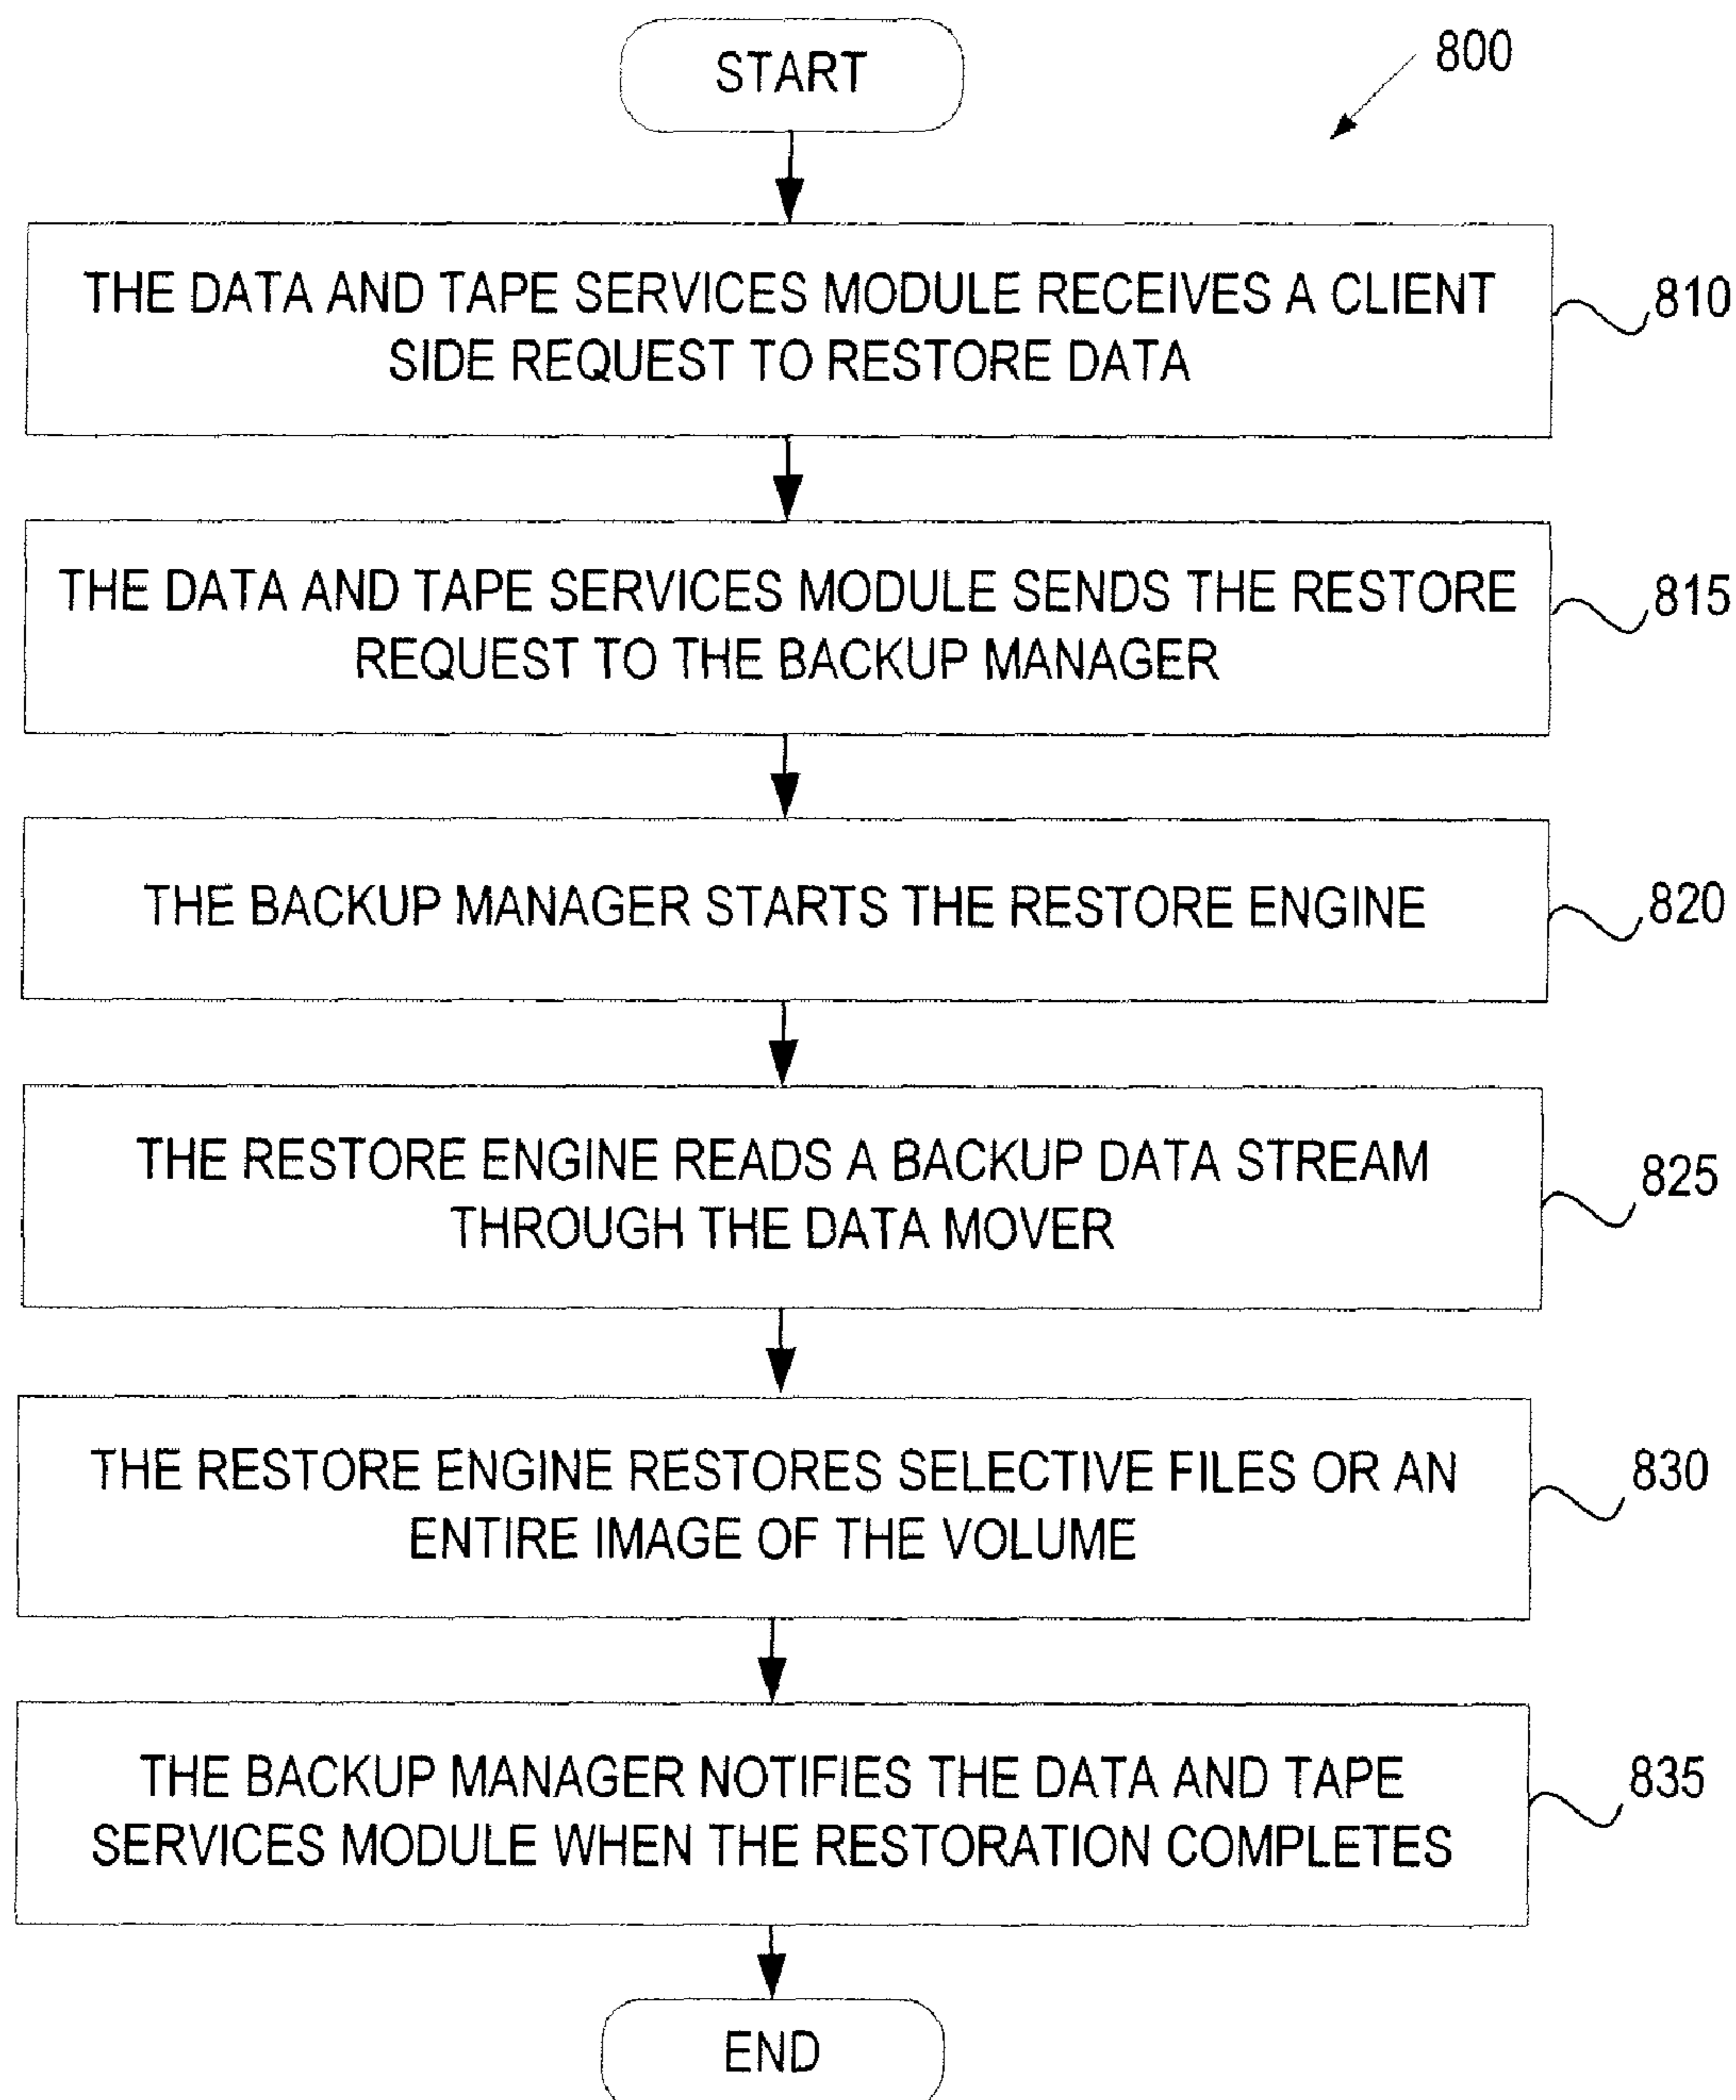 START
800
THE DATA AND TAPE SERVICES MODULE RECEIVES A CLIENT
SIDE REQUEST TO RESTORE DATA
810
THE DATA AND TAPE SERVICES MODULE SENDS THE RESTORE
REQUEST TO THE BACKUP MANAGER
815
THE BACKUP MANAGER STARTS THE RESTORE ENGINE
820
THE RESTORE ENGINE READS A BACKUP DATA STREAM
THROUGH THE DATA MOVER
825
THE RESTORE ENGINE RESTORES SELECTIVE FILES OR AN
ENTIRE IMAGE OF THE VOLUME
830
THE BACKUP MANAGER NOTIFIES THE DATA AND TAPE
SERVICES MODULE WHEN THE RESTORATION COMPLETES
835
END